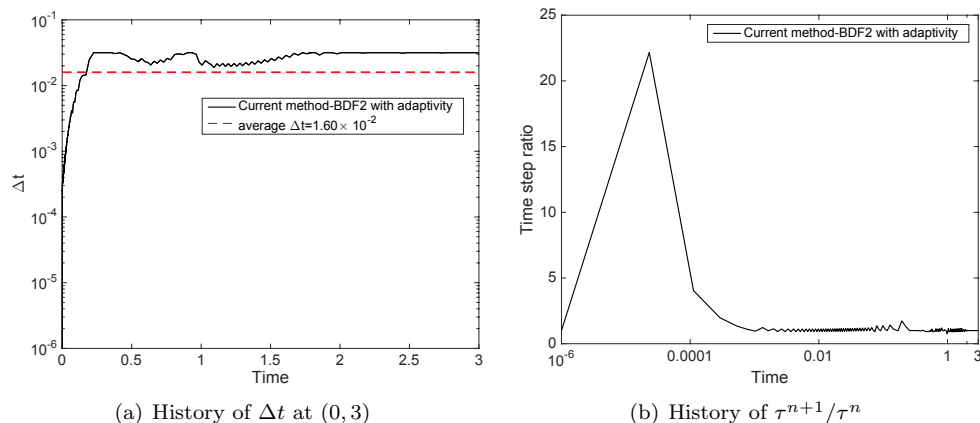 10^-1
10^-2
10^-3
10^-4
10^-5
10^-6
Δt
0 0.5 1 1.5 2 2.5 3
Time
Current method-BDF2 with adaptivity
average Δt=1.60× 10^-2
(a) History of Δt at (0, 3)
25
20
15
10
5
0
Time step ratio
10^-6 0.0001 0.01 1 3
Time
Current method-BDF2 with adaptivity
(b) History of τ^{n+1}/τ^n